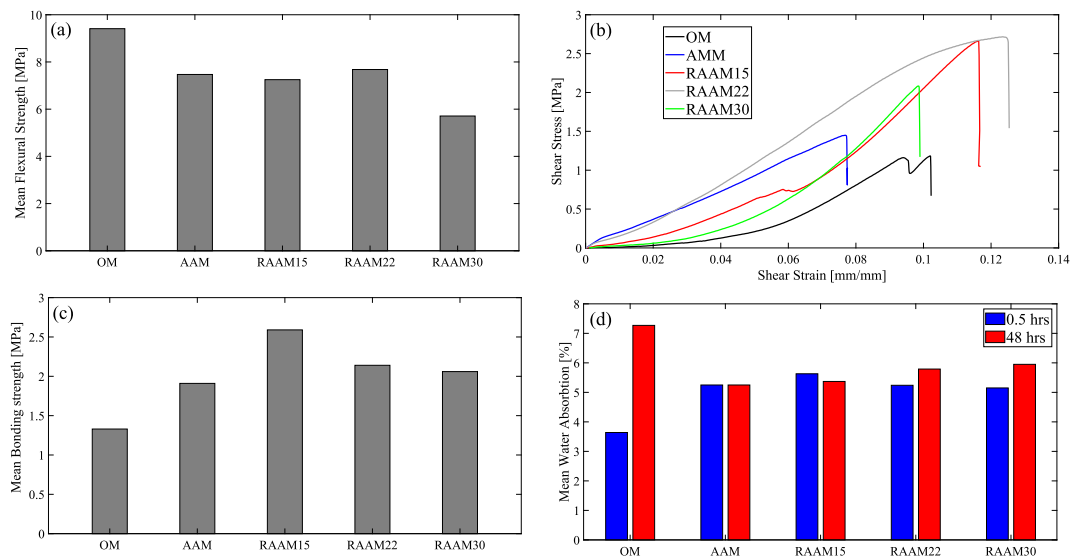 (a)
Mean Flexural Strength [MPa]
10
8
6
4
2
0
OM AAM RAAM15 RAAM22 RAAM30
(b)
OM
AMM
RAAM15
RAAM22
RAAM30
Shear Stress [MPa]
3
2.5
2
1.5
1
0.5
0
0 0.02 0.04 0.06 0.08 0.1 0.12 0.14
Shear Strain [mm/mm]
(c)
Mean Bonding strength [MPa]
3
2.5
2
1.5
1
0.5
0
OM AAM RAAM15 RAAM22 RAAM30
(d)
0.5 hrs
48 hrs
Mean Water Absorbtion [%]
8
7
6
5
4
3
2
1
0
OM AAM RAAM15 RAAM22 RAAM30